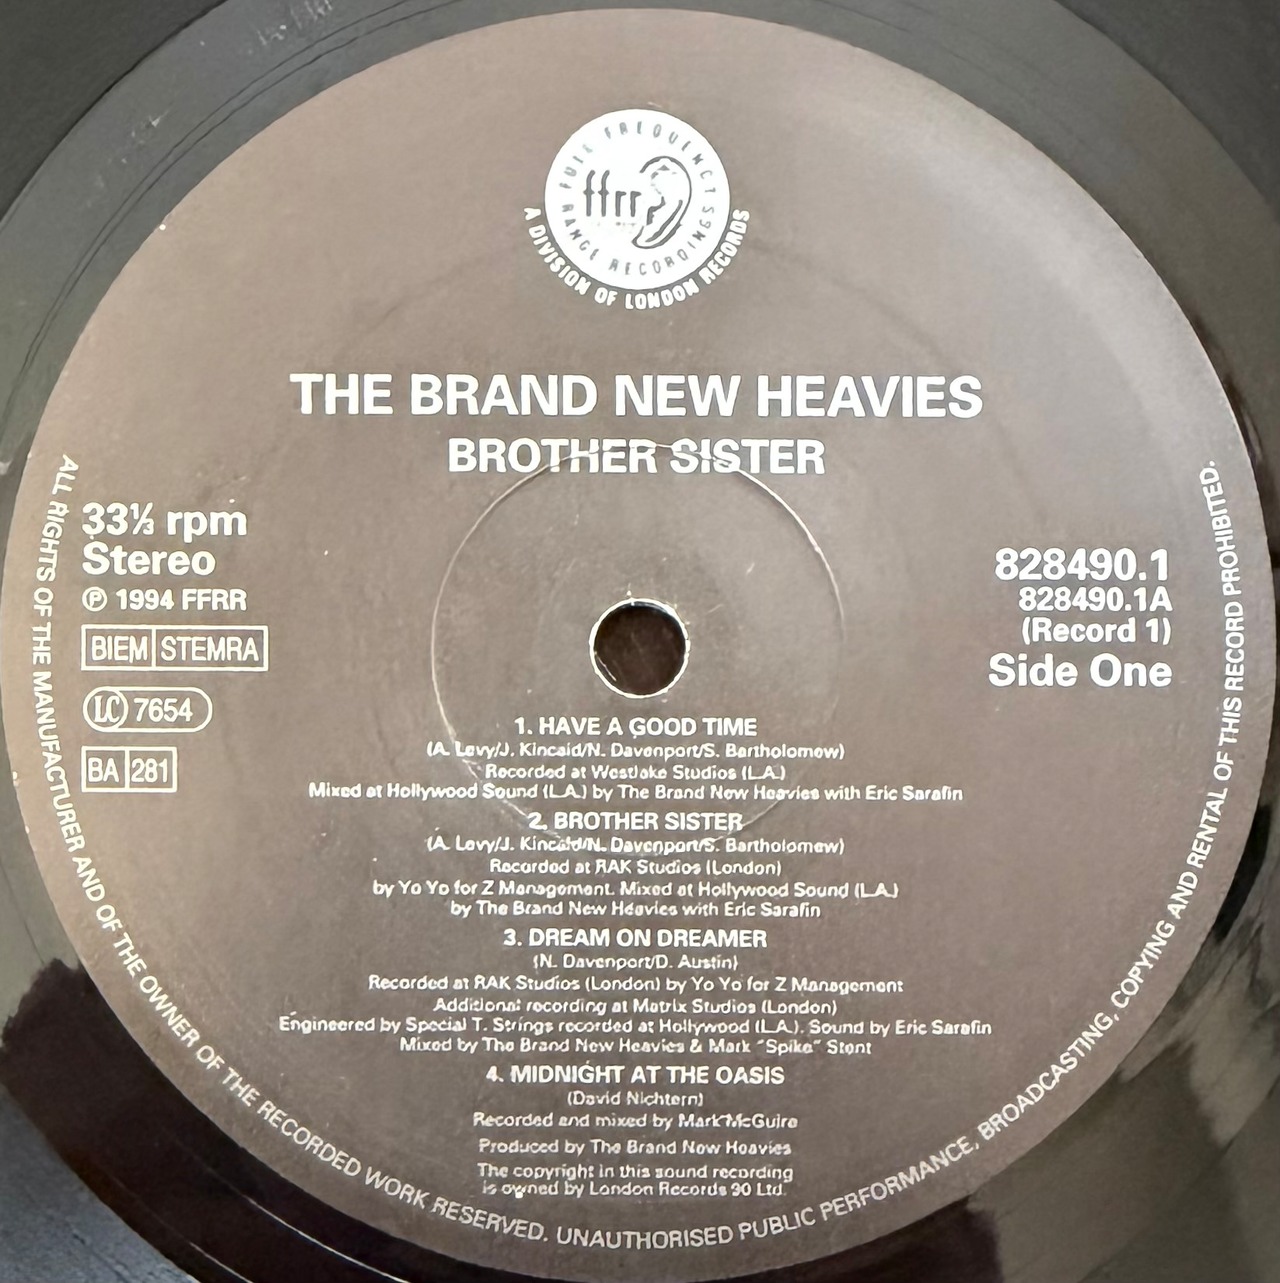 FULL FREQUENCY RANGE RECORDINGS
ffrr
A DIVISION OF LONDON RECORDS
THE BRAND NEW HEAVIES
BROTHER SISTER
33⅓ rpm
Stereo
℗ 1994 FFRR
BIEM STEMRA
LC 7654
BA 281
828490.1
828490.1A
(Record 1)
Side One
1. HAVE A GOOD TIME
(A. Levy/J. Kincaid/N. Davenport/S. Bartholomew)
Recorded at Westlake Studios (L.A.)
Mixed at Hollywood Sound (L.A.) by The Brand New Heavies with Eric Sarafin
2. BROTHER SISTER
(A. Levy/J. Kincaid/N. Davenport/S. Bartholomew)
Recorded at RAK Studios (London)
by Yo Yo for Z Management. Mixed at Hollywood Sound (L.A.)
by The Brand New Heavies with Eric Sarafin
3. DREAM ON DREAMER
(N. Davenport/D. Austin)
Recorded at RAK Studios (London) by Yo Yo for Z Management
Additional recording at Matrix Studios (London)
Engineered by Special T. Strings recorded at Hollywood (L.A.). Sound by Eric Sarafin
Mixed by The Brand New Heavies & Mark "Spike" Stent
4. MIDNIGHT AT THE OASIS
(David Nichtern)
Recorded and mixed by Mark McGuire
Produced by The Brand New Heavies
The copyright in this sound recording
is owned by London Records 90 Ltd.
ALL RIGHTS OF THE MANUFACTURER AND OF THE OWNER OF THE RECORDED WORK RESERVED. UNAUTHORISED PUBLIC PERFORMANCE, BROADCASTING, COPYING AND RENTAL OF THIS RECORD PROHIBITED.